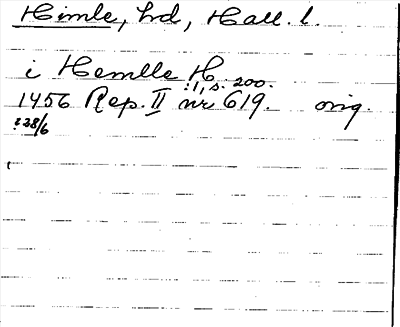 Himle, hd, Hall. l.
i Hemlle H
:1, s. 200.
1456 Rep. II nr 619. orig.
28/6